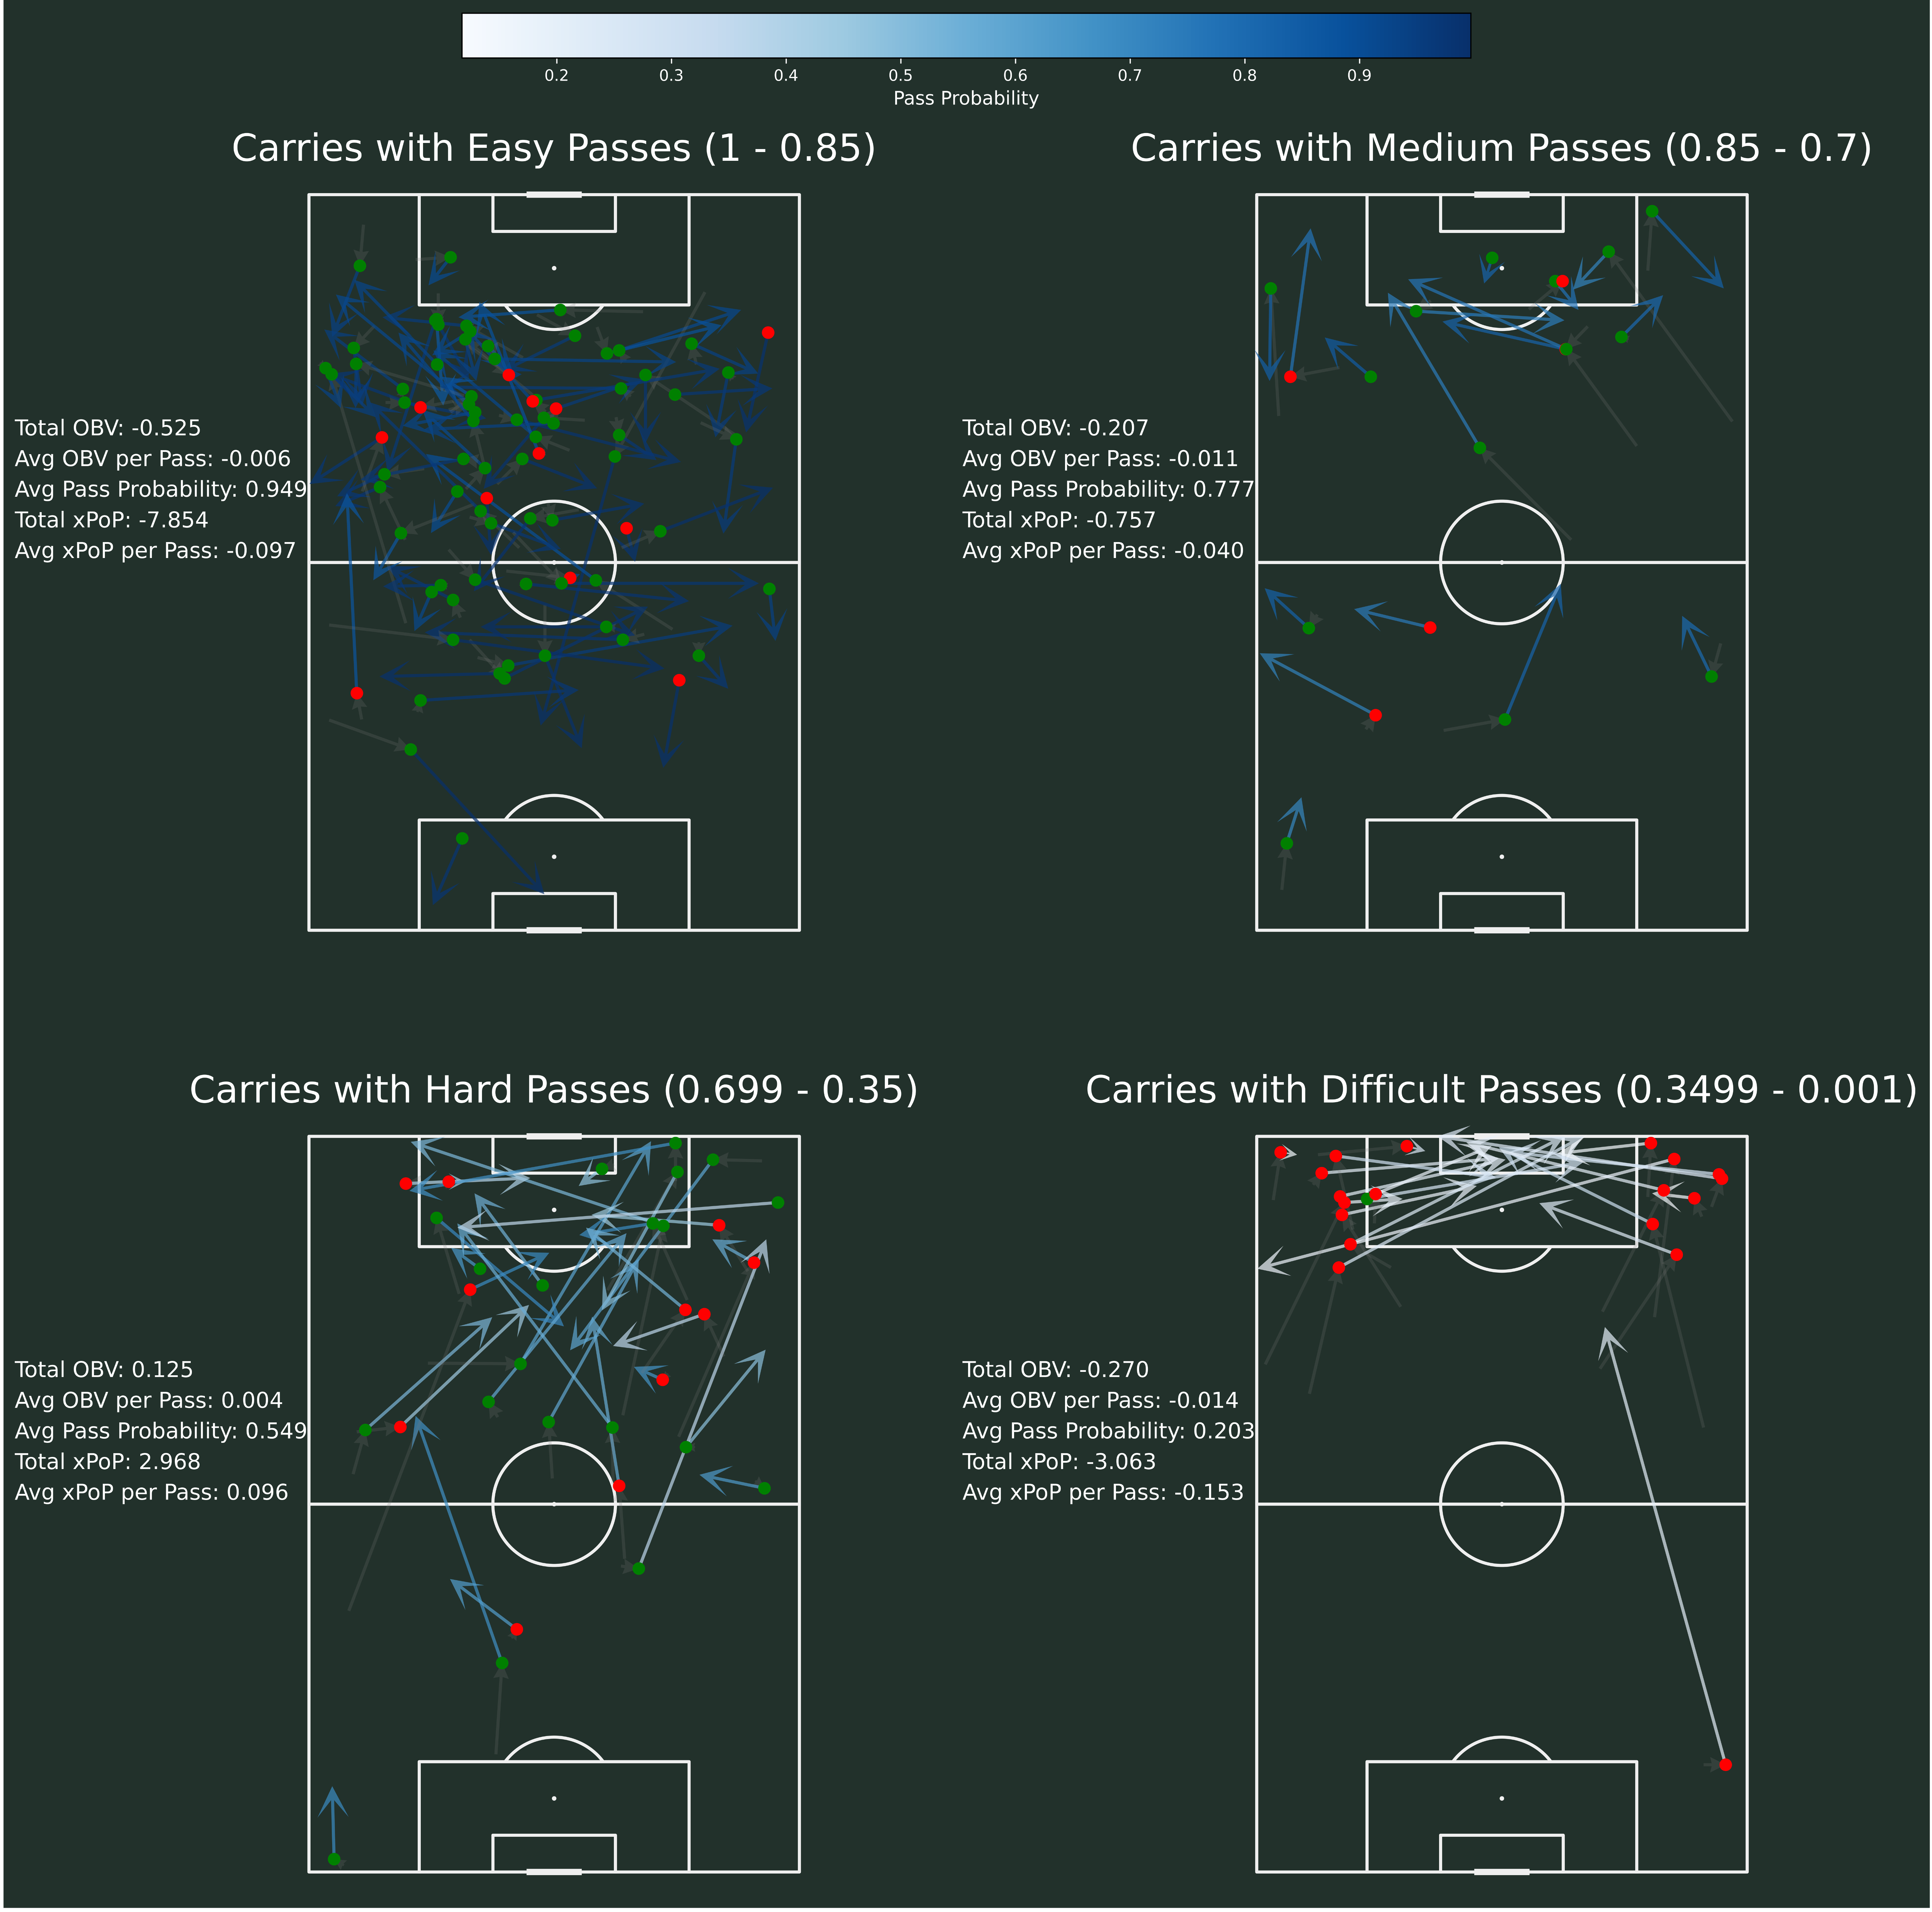 0.2 0.3 0.4 0.5 0.6 0.7 0.8 0.9
Pass Probability
Carries with Easy Passes (1 - 0.85)
Total OBV: -0.525
Avg OBV per Pass: -0.006
Avg Pass Probability: 0.949
Total xPoP: -7.854
Avg xPoP per Pass: -0.097
Carries with Medium Passes (0.85 - 0.7)
Total OBV: -0.207
Avg OBV per Pass: -0.011
Avg Pass Probability: 0.777
Total xPoP: -0.757
Avg xPoP per Pass: -0.040
Carries with Hard Passes (0.699 - 0.35)
Total OBV: 0.125
Avg OBV per Pass: 0.004
Avg Pass Probability: 0.549
Total xPoP: 2.968
Avg xPoP per Pass: 0.096
Carries with Difficult Passes (0.3499 - 0.001)
Total OBV: -0.270
Avg OBV per Pass: -0.014
Avg Pass Probability: 0.203
Total xPoP: -3.063
Avg xPoP per Pass: -0.153